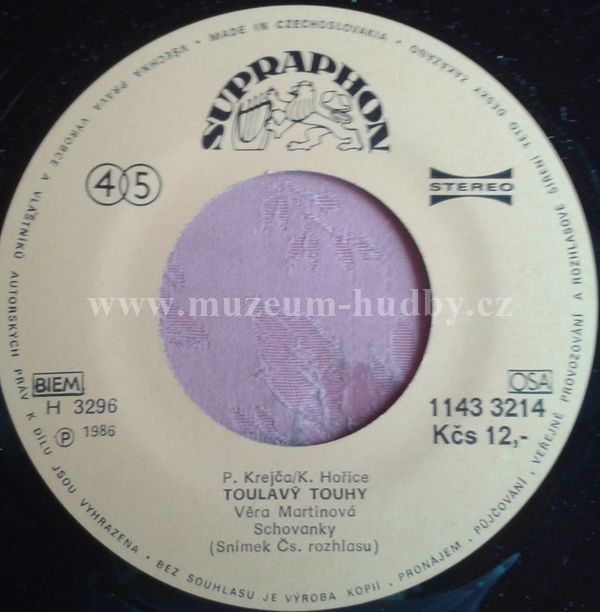 VŠECHNA PRÁVA VÝROBCE A VLASTNÍKŮ AUTORSKÝCH PRÁV K DÍLU JSOU VYHRAZENA • BEZ SOUHLASU JE VÝROBA KOPIÍ, PRONÁJEM, PŮJČOVÁNÍ, VEŘEJNÉ PROVOZOVÁNÍ A ROZHLASOVÉ ŠÍŘENÍ TÉTO DESKY ZAKÁZÁNO • MADE IN CZECHOSLOVAKIA •
SUPRAPHON
45
STEREO
www.muzeum-hudby.cz
BIEM
OSA
H 3296
1143 3214
Ⓟ 1986
Kčs 12,-
P. Krejča/K. Hořice
TOULAVÝ TOUHY
Věra Martinová
Schovanky
(Snímek Čs. rozhlasu)